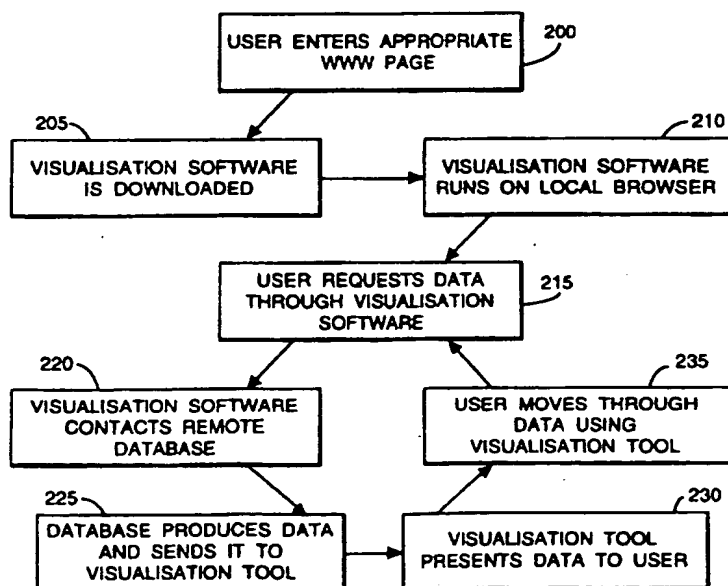 USER ENTERS APPROPRIATE
WWW PAGE
200
205
VISUALISATION SOFTWARE
IS DOWNLOADED
210
VISUALISATION SOFTWARE
RUNS ON LOCAL BROWSER
USER REQUESTS DATA
THROUGH VISUALISATION
SOFTWARE
215
220
VISUALISATION SOFTWARE
CONTACTS REMOTE
DATABASE
235
USER MOVES THROUGH
DATA USING
VISUALISATION TOOL
225
DATABASE PRODUCES DATA
AND SENDS IT TO
VISUALISATION TOOL
230
VISUALISATION TOOL
PRESENTS DATA TO USER